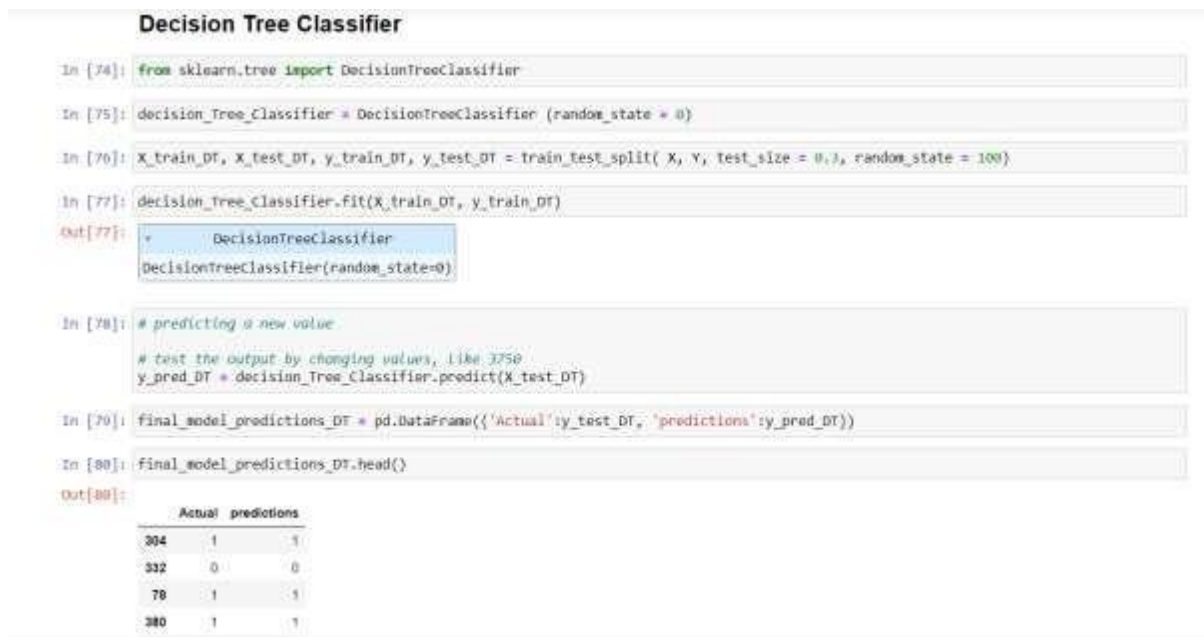 Decision Tree Classifier
In [74]: from sklearn.tree import DecisionTreeClassifier
In [75]: decision_Tree_Classifier = DecisionTreeClassifier (random_state = 0)
In [76]: X_train_DT, X_test_DT, y_train_DT, y_test_DT = train_test_split( X, Y, test_size = 0.3, random_state = 100)
In [77]: decision_Tree_Classifier.fit(X_train_DT, y_train_DT)
Out[77]:
DecisionTreeClassifier
DecisionTreeClassifier(random_state=0)
In [78]: # predicting a new value
# test the output by changing values, like 3750
y_pred_DT = decision_Tree_Classifier.predict(X_test_DT)
In [79]: final_model_predictions_DT = pd.DataFrame({'Actual':y_test_DT, 'predictions':y_pred_DT})
In [80]: final_model_predictions_DT.head()
Out[80]:
Actual predictions
304 1 1
332 0 0
78 1 1
380 1 1